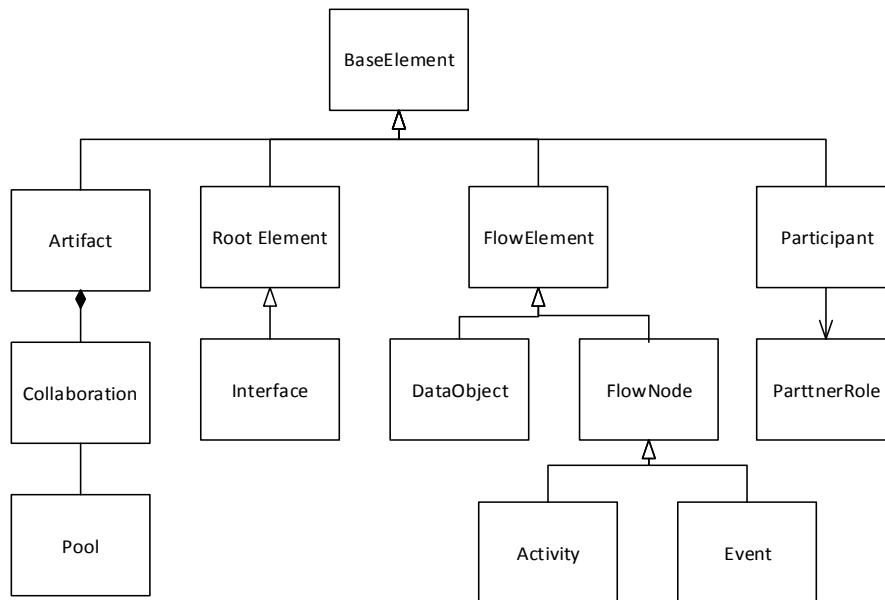 BaseElement
Artifact
Root Element
FlowElement
Participant
Collaboration
Interface
DataObject
FlowNode
ParttnerRole
Pool
Activity
Event